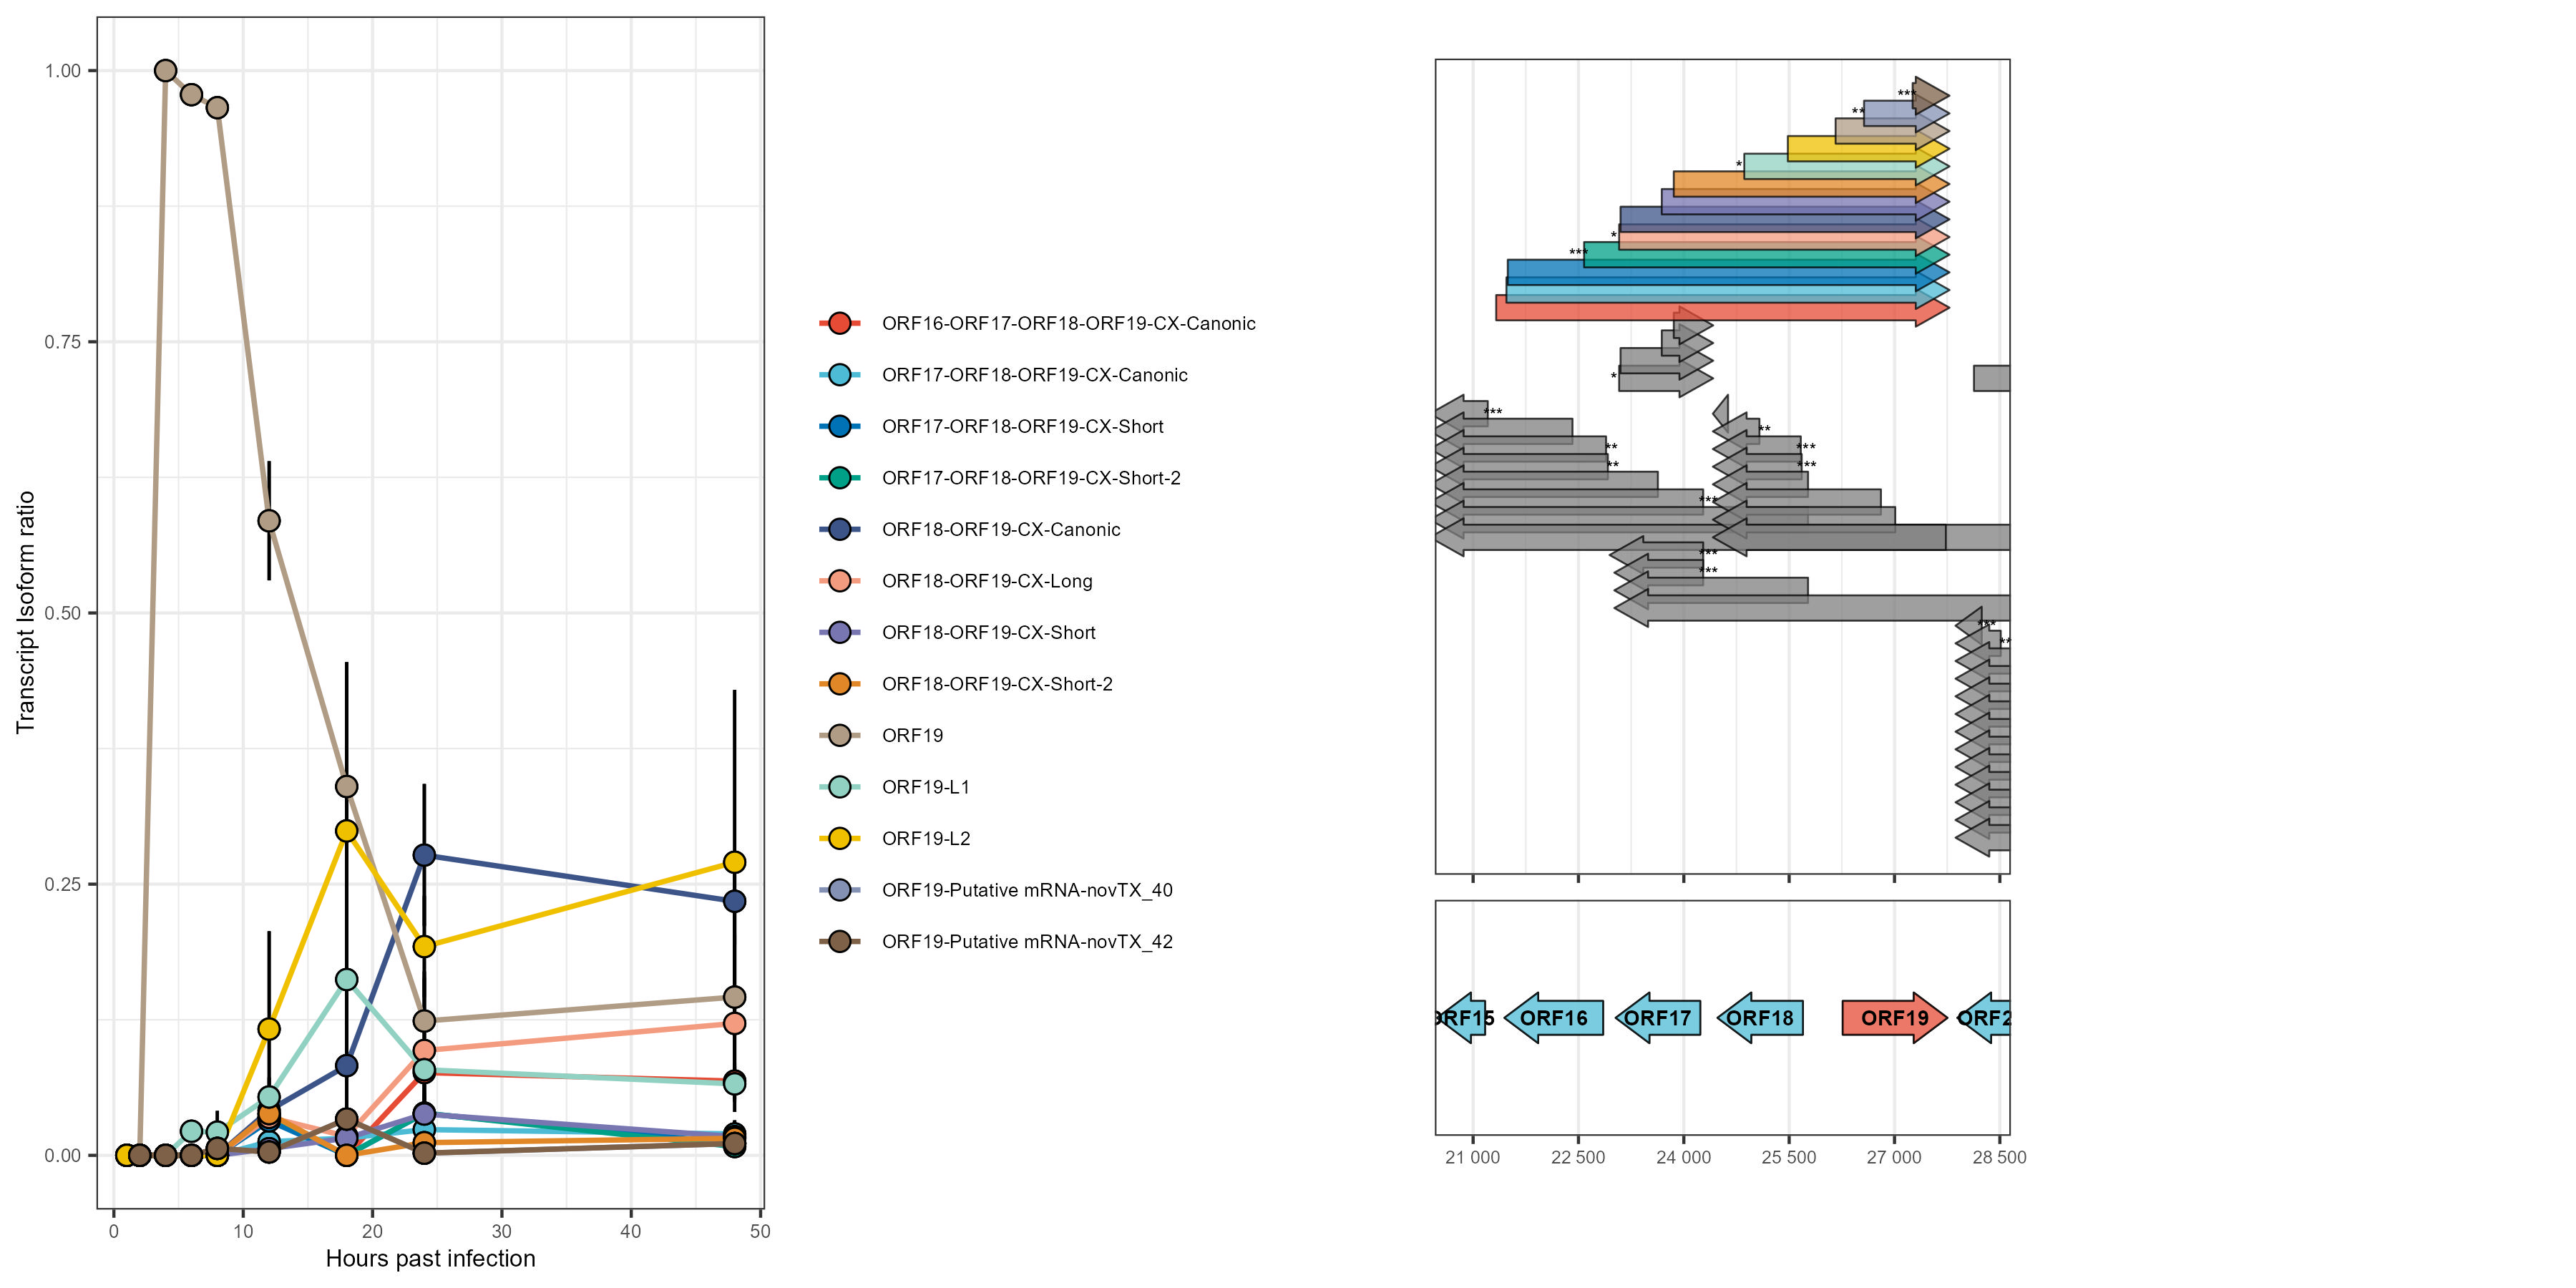 Transcript Isoform ratio
1.00
0.75
0.50
0.25
0.00
0 10 20 30 40 50
Hours past infection
ORF16-ORF17-ORF18-ORF19-CX-Canonic
ORF17-ORF18-ORF19-CX-Canonic
ORF17-ORF18-ORF19-CX-Short
ORF17-ORF18-ORF19-CX-Short-2
ORF18-ORF19-CX-Canonic
ORF18-ORF19-CX-Long
ORF18-ORF19-CX-Short
ORF18-ORF19-CX-Short-2
ORF19
ORF19-L1
ORF19-L2
ORF19-Putative mRNA-novTX_40
ORF19-Putative mRNA-novTX_42
***
**
*
*
***
*
***
**
**
**
***
***
***
***
***
***
**
ORF15 ORF16 ORF17 ORF18 ORF19 ORF2
21 000 22 500 24 000 25 500 27 000 28 500